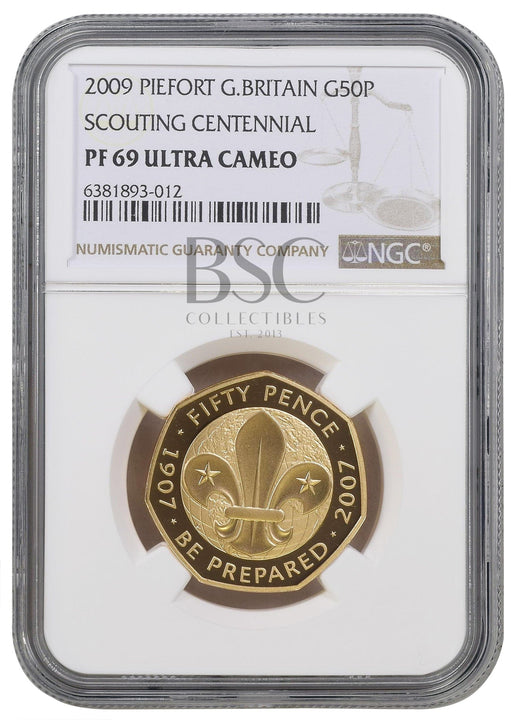 2009 PIEFORT G.BRITAIN G50P
SCOUTING CENTENNIAL
PF 69 ULTRA CAMEO
6381893-012
NUMISMATIC GUARANTY COMPANY
NGC®
BSC
COLLECTIBLES
EST. 2013
· FIFTY PENCE ·
1907
2007
· BE PREPARED ·